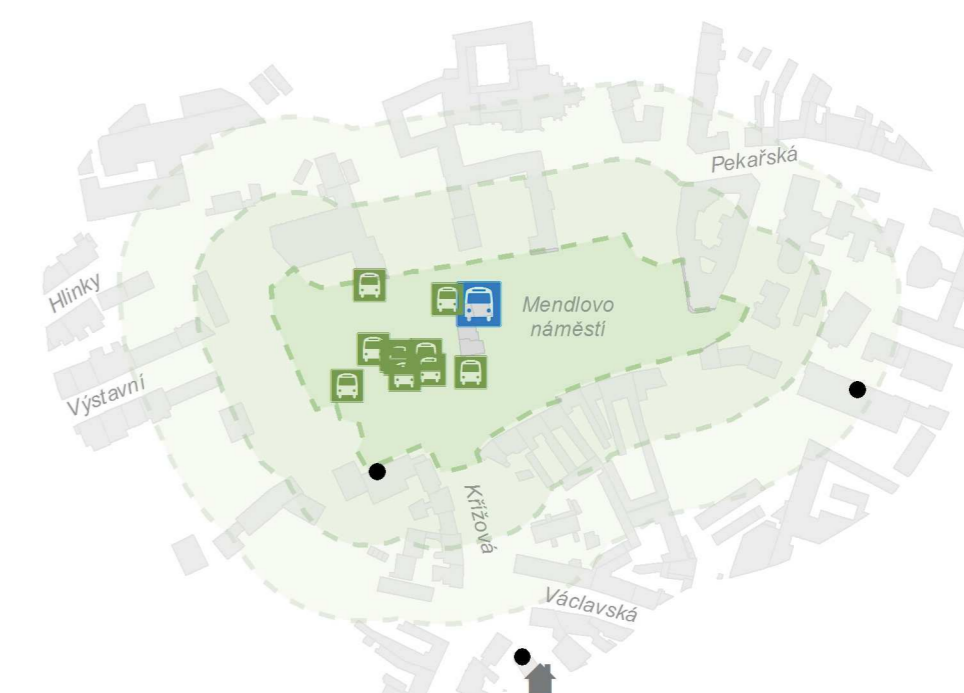 Pekařská
Hlinky
Mendlovo
náměstí
Výstavní
Křížová
Václavská